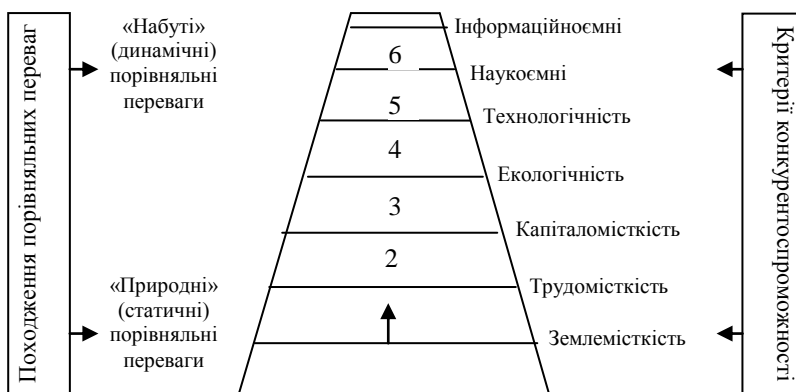 Походження порівняльних переваг
«Набуті»
(динамічні)
порівняльні
переваги
«Природні»
(статичні)
порівняльні
переваги
6
5
4
3
2
Інформаційноємні
Наукоємні
Технологічність
Екологічність
Капіталомісткість
Трудомісткість
Землемісткість
Критерії конкурентоспроможності